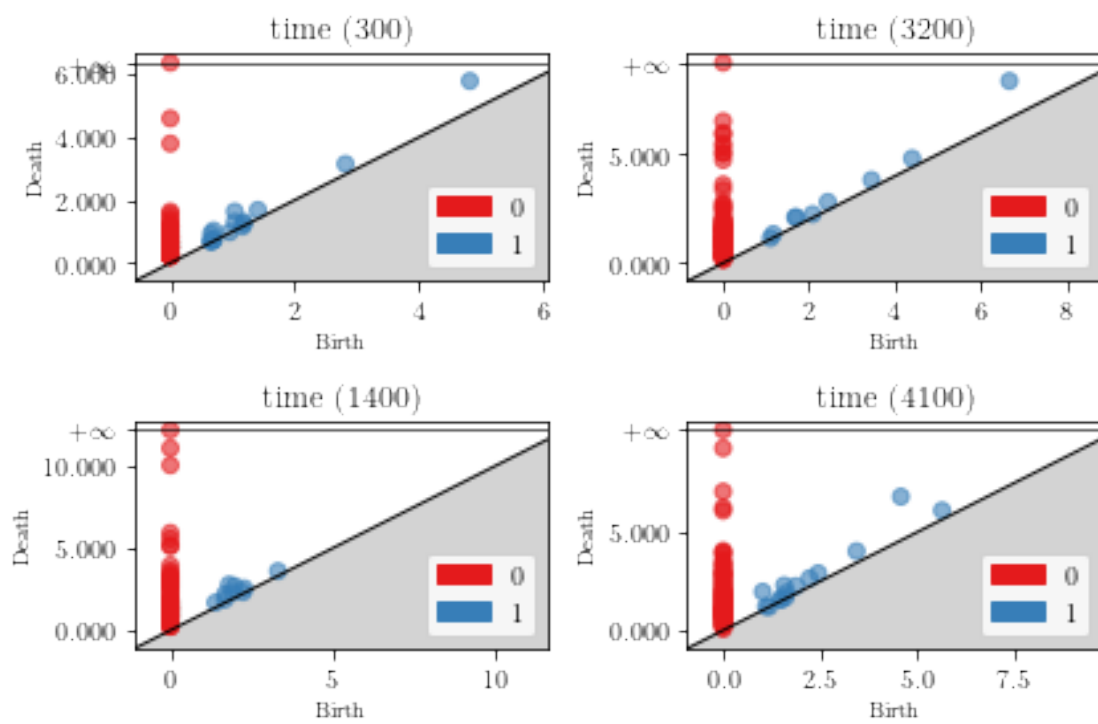 time (300)
+∞
6.000
4.000
2.000
0.000
Death
0
1
0 2 4 6
Birth
time (3200)
+∞
5.000
0.000
Death
0
1
0 2 4 6 8
Birth
time (1400)
+∞
10.000
5.000
0.000
Death
0
1
0 5 10
Birth
time (4100)
+∞
5.000
0.000
Death
0
1
0.0 2.5 5.0 7.5
Birth